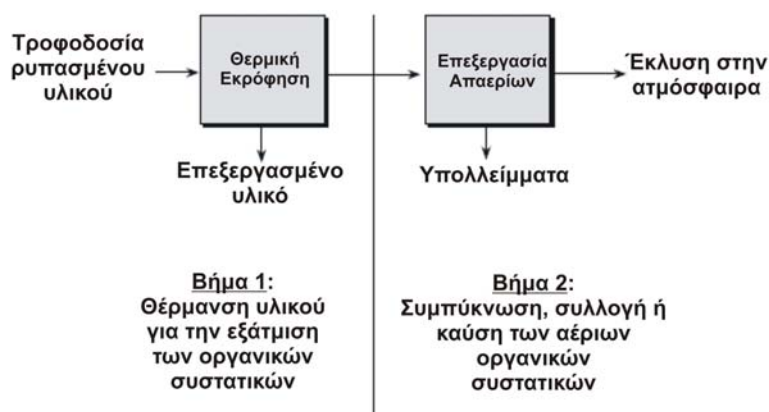 Τροφοδοσία
ρυπασμένου
υλικού
Θερμική
Εκρόφηση
Επεξεργασία
Απαερίων
Έκλυση στην
ατμόσφαιρα
Επεξεργασμένο
υλικό
Υπολλείμματα
Βήμα 1:
Θέρμανση υλικού
για την εξάτμιση
των οργανικών
συστατικών
Βήμα 2:
Συμπύκνωση, συλλογή ή
καύση των αέριων
οργανικών
συστατικών